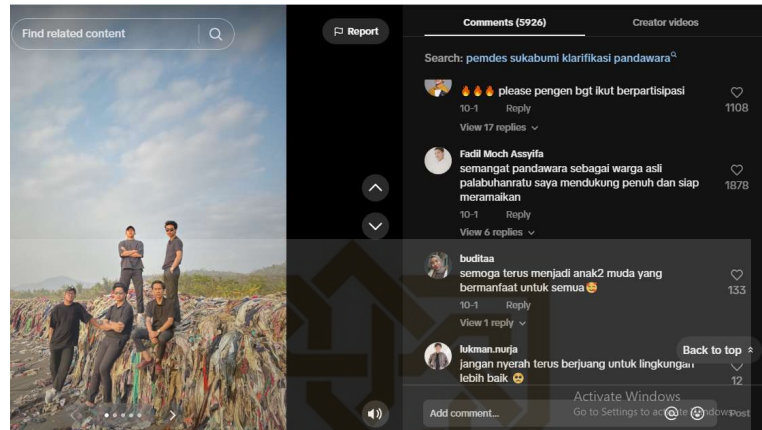 Find related content
Report
Comments (5926)
Creator videos
Search: pemdes sukabumi klarifikasi pandawara
🔥🔥🔥 please pengen bgt ikut berpartisipasi
10-1 Reply
1108
View 17 replies
Fadil Moch Assyifa
semangat pandawara sebagai warga asli
palabuhanratu saya mendukung penuh dan siap
meramaikan
1878
10-1 Reply
View 6 replies
buditaa
semoga terus menjadi anak2 muda yang
bermanfaat untuk semua🥰
133
10-1 Reply
View 1 reply
lukman.nurja
Back to top
jangan nyerah terus berjuang untuk lingkungan
lebih baik
12
Activate Windows
Add comment...
Go to Settings to activate Windows.
Post